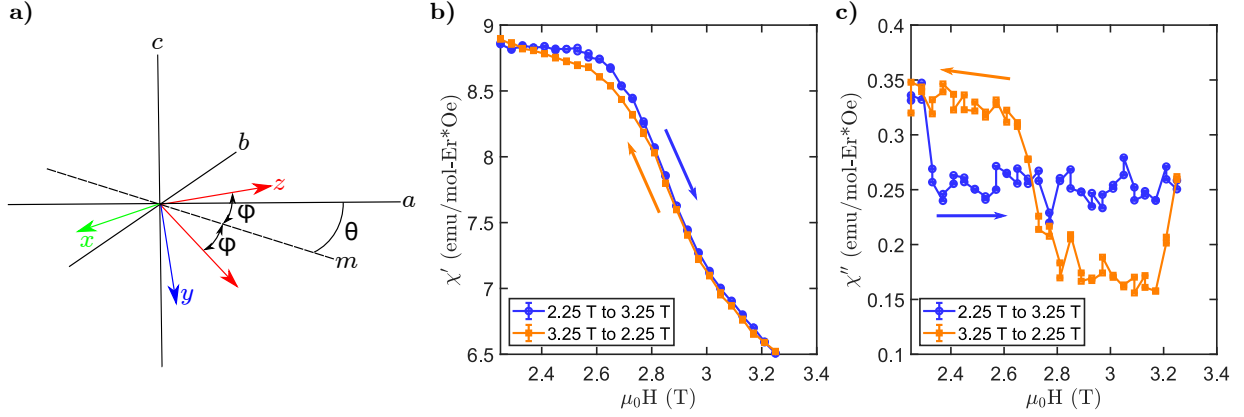 a)
c
b
z
a
φ
φ
θ
x
m
y
b)
9
8.5
8
7.5
7
6.5
χ′ (emu/mol-Er*Oe)
2.4 2.6 2.8 3 3.2 3.4
μ₀H (T)
2.25 T to 3.25 T
3.25 T to 2.25 T
c)
0.4
0.35
0.3
0.25
0.2
0.15
0.1
χ′′ (emu/mol-Er*Oe)
2.4 2.6 2.8 3 3.2 3.4
μ₀H (T)
2.25 T to 3.25 T
3.25 T to 2.25 T